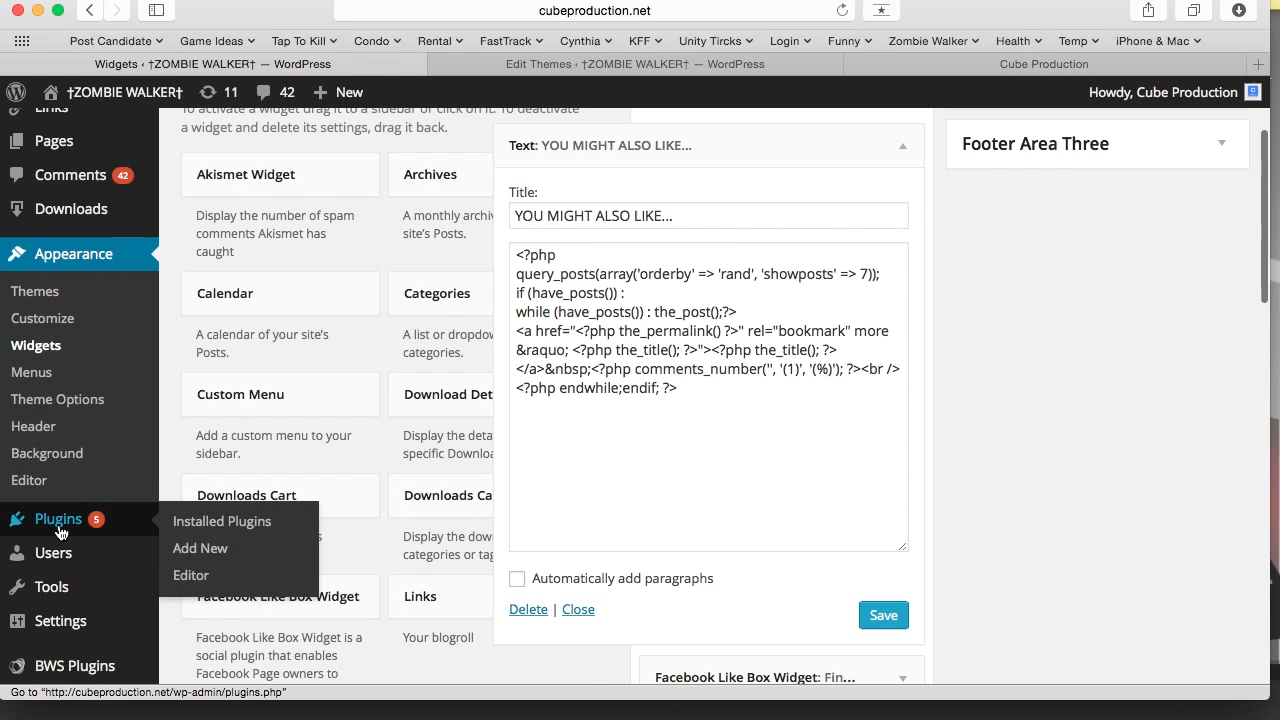 cubeproduction.net
Post Candidate
Game Ideas
Tap To Kill
Condo
Rental
FastTrack
Cynthia
KFF
Unity Tircks
Login
Funny
Zombie Walker
Health
Temp
iPhone & Mac
Widgets ‹ †ZOMBIE WALKER† — WordPress
Edit Themes ‹ †ZOMBIE WALKER† — WordPress
Cube Production
†ZOMBIE WALKER†
11
42
New
Howdy, Cube Production
Links
Pages
Comments 42
Downloads
Appearance
Themes
Customize
Widgets
Menus
Theme Options
Header
Background
Editor
Plugins 5
Users
Tools
Settings
BWS Plugins
Installed Plugins
Add New
Editor
To activate a widget drag it to a sidebar or click on it. To deactivate
a widget and delete its settings, drag it back.
Akismet Widget
Display the number of spam
comments Akismet has
caught
Archives
A monthly archiv
site's Posts.
Calendar
A calendar of your site's
Posts.
Categories
A list or dropdov
categories.
Custom Menu
Add a custom menu to your
sidebar.
Download Det
Display the deta
specific Downloa
Downloads Cart
s
Downloads Ca
Display the dow
categories or tag
Facebook Like Box Widget
Facebook Like Box Widget is a
social plugin that enables
Facebook Page owners to
Links
Your blogroll
Text: YOU MIGHT ALSO LIKE...
Title:
YOU MIGHT ALSO LIKE...
<?php
query_posts(array('orderby' => 'rand', 'showposts' => 7));
if (have_posts()) :
while (have_posts()) : the_post();?>
<a href="<?php the_permalink() ?>" rel="bookmark" more
&raquo; <?php the_title(); ?>"><?php the_title(); ?>
</a>&nbsp;<?php comments_number('', '(1)', '(%)'); ?><br />
<?php endwhile;endif; ?>
Automatically add paragraphs
Delete | Close
Save
Facebook Like Box Widget: Fin...
Footer Area Three
Go to "http://cubeproduction.net/wp-admin/plugins.php"